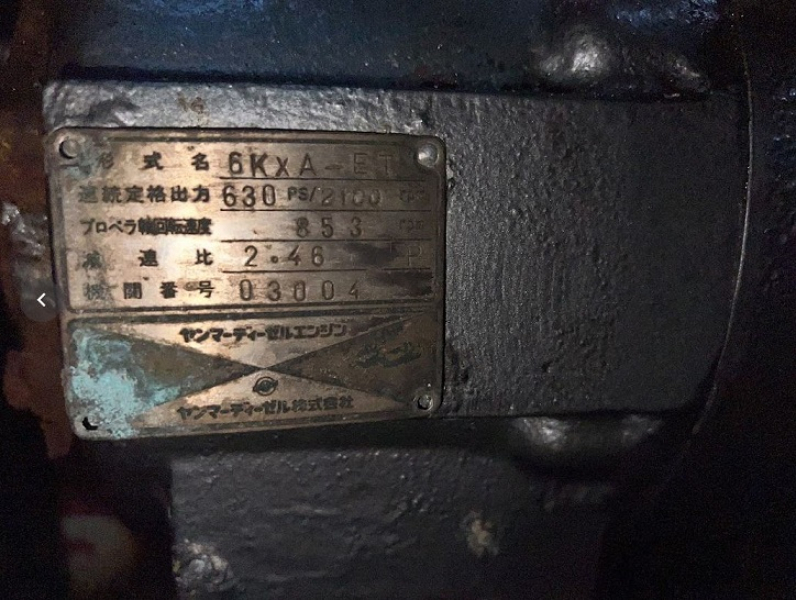 形式名 6KXA-ET
連続定格出力 630 PS/2100 rpm
プロペラ軸回転速度 853 rpm
減速比 2.46 P
機関番号 03004
ヤンマーディーゼルエンジン
ヤンマーディーゼル株式会社